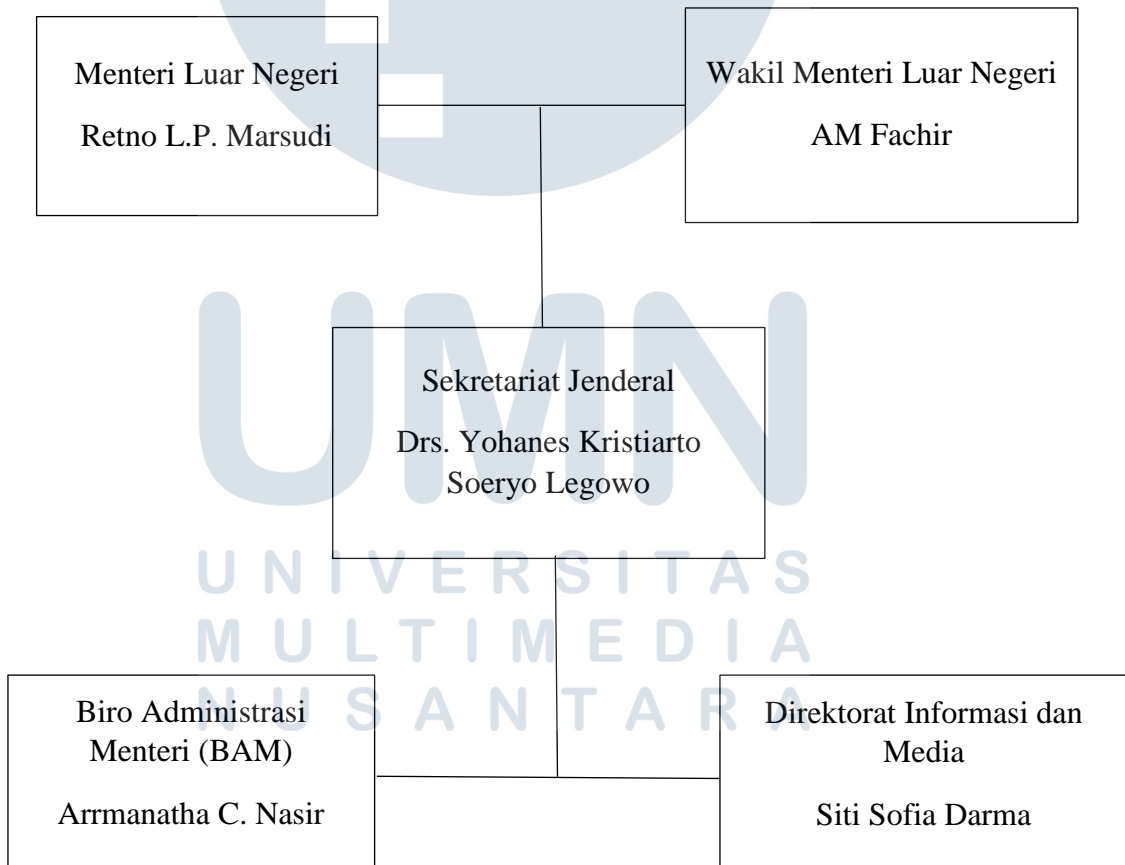 Menteri Luar Negeri
Retno L.P. Marsudi
Wakil Menteri Luar Negeri
AM Fachir
UMN
Sekretariat Jenderal
Drs. Yohanes Kristiarto
Soeryo Legowo
UNIVERSITAS
MULTIMEDIA
NUSANTARA
Biro Administrasi
Menteri (BAM)
Arrmanatha C. Nasir
Direktorat Informasi dan
Media
Siti Sofia Darma